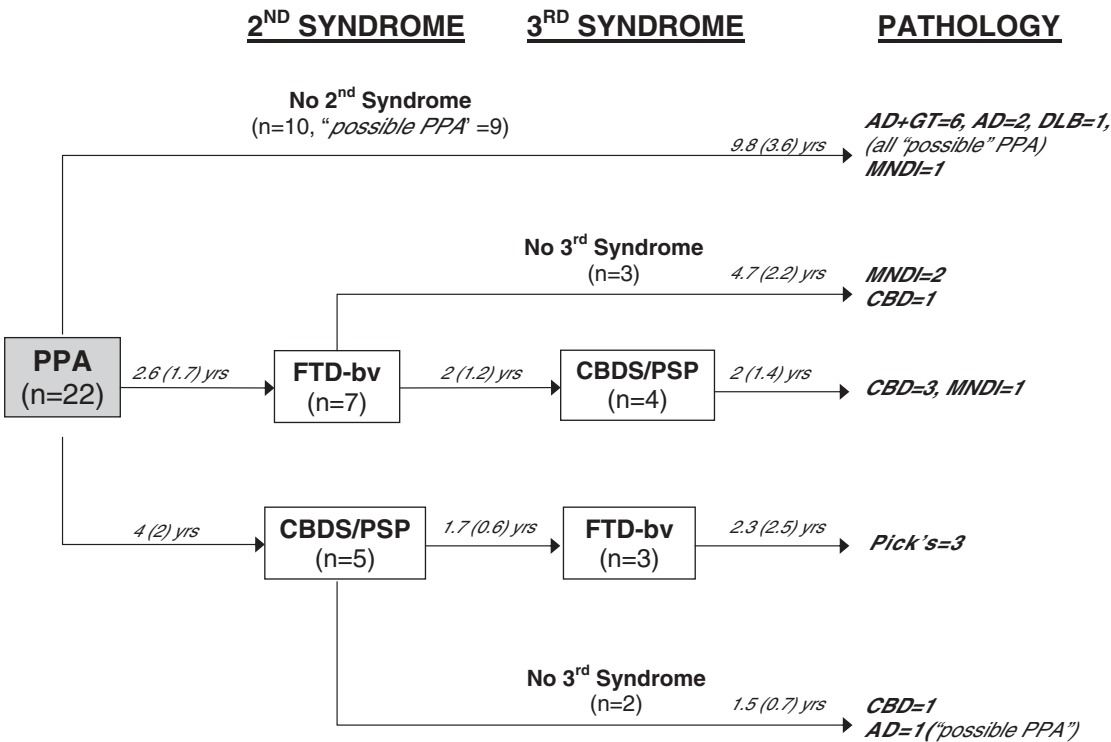 2ND SYNDROME
3RD SYNDROME
PATHOLOGY
No 2nd Syndrome
(n=10, “possible PPA’ =9)
9.8 (3.6) yrs
AD+GT=6, AD=2, DLB=1,
(all “possible” PPA)
MNDI=1
No 3rd Syndrome
(n=3)
4.7 (2.2) yrs
MNDI=2
CBD=1
PPA
(n=22)
2.6 (1.7) yrs
FTD-bv
(n=7)
2 (1.2) yrs
CBDS/PSP
(n=4)
2 (1.4) yrs
CBD=3, MNDI=1
4 (2) yrs
CBDS/PSP
(n=5)
1.7 (0.6) yrs
FTD-bv
(n=3)
2.3 (2.5) yrs
Pick’s=3
No 3rd Syndrome
(n=2)
1.5 (0.7) yrs
CBD=1
AD=1(“possible PPA”)